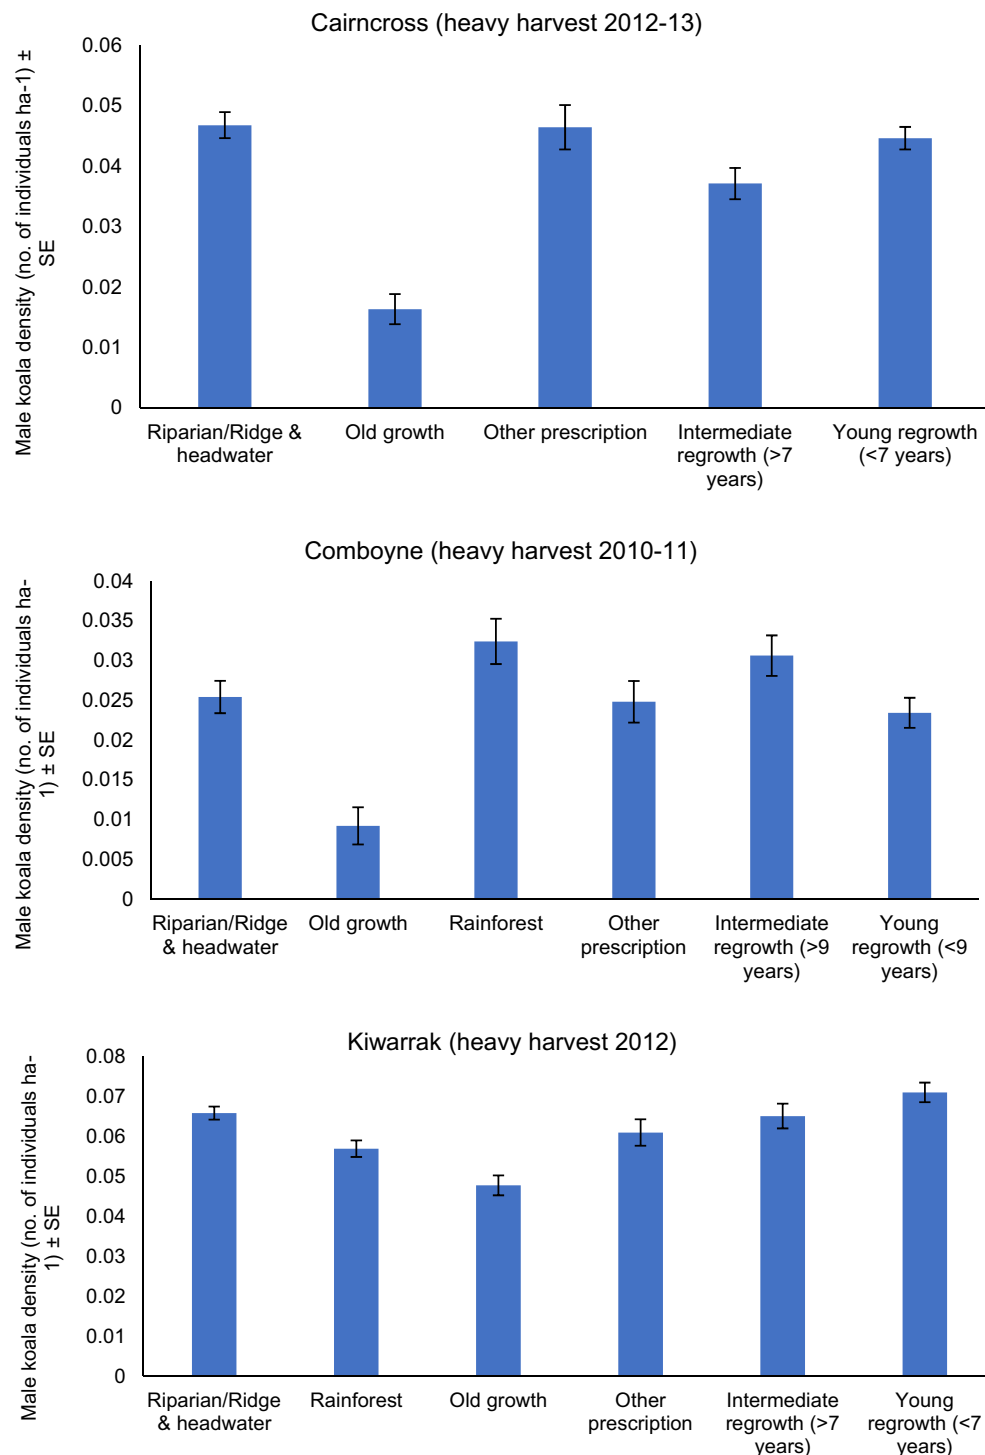 Cairncross (heavy harvest 2012-13)
Male koala density (no. of individuals ha-1) ±
SE
0.06
0.05
0.04
0.03
0.02
0.01
0
Riparian/Ridge &
headwater
Old growth
Other prescription
Intermediate
regrowth (>7
years)
Young regrowth
(<7 years)
Comboyne (heavy harvest 2010-11)
Male koala density (no. of individuals ha-
1) ± SE
0.04
0.035
0.03
0.025
0.02
0.015
0.01
0.005
0
Riparian/Ridge
& headwater
Old growth
Rainforest
Other
prescription
Intermediate
regrowth (>9
years)
Young
regrowth (<9
years)
Kiwarrak (heavy harvest 2012)
Male koala density (no. of individuals ha-
1) ± SE
0.08
0.07
0.06
0.05
0.04
0.03
0.02
0.01
0
Riparian/Ridge
& headwater
Rainforest
Old growth
Other
prescription
Intermediate
regrowth (>7
years)
Young
regrowth (<7
years)